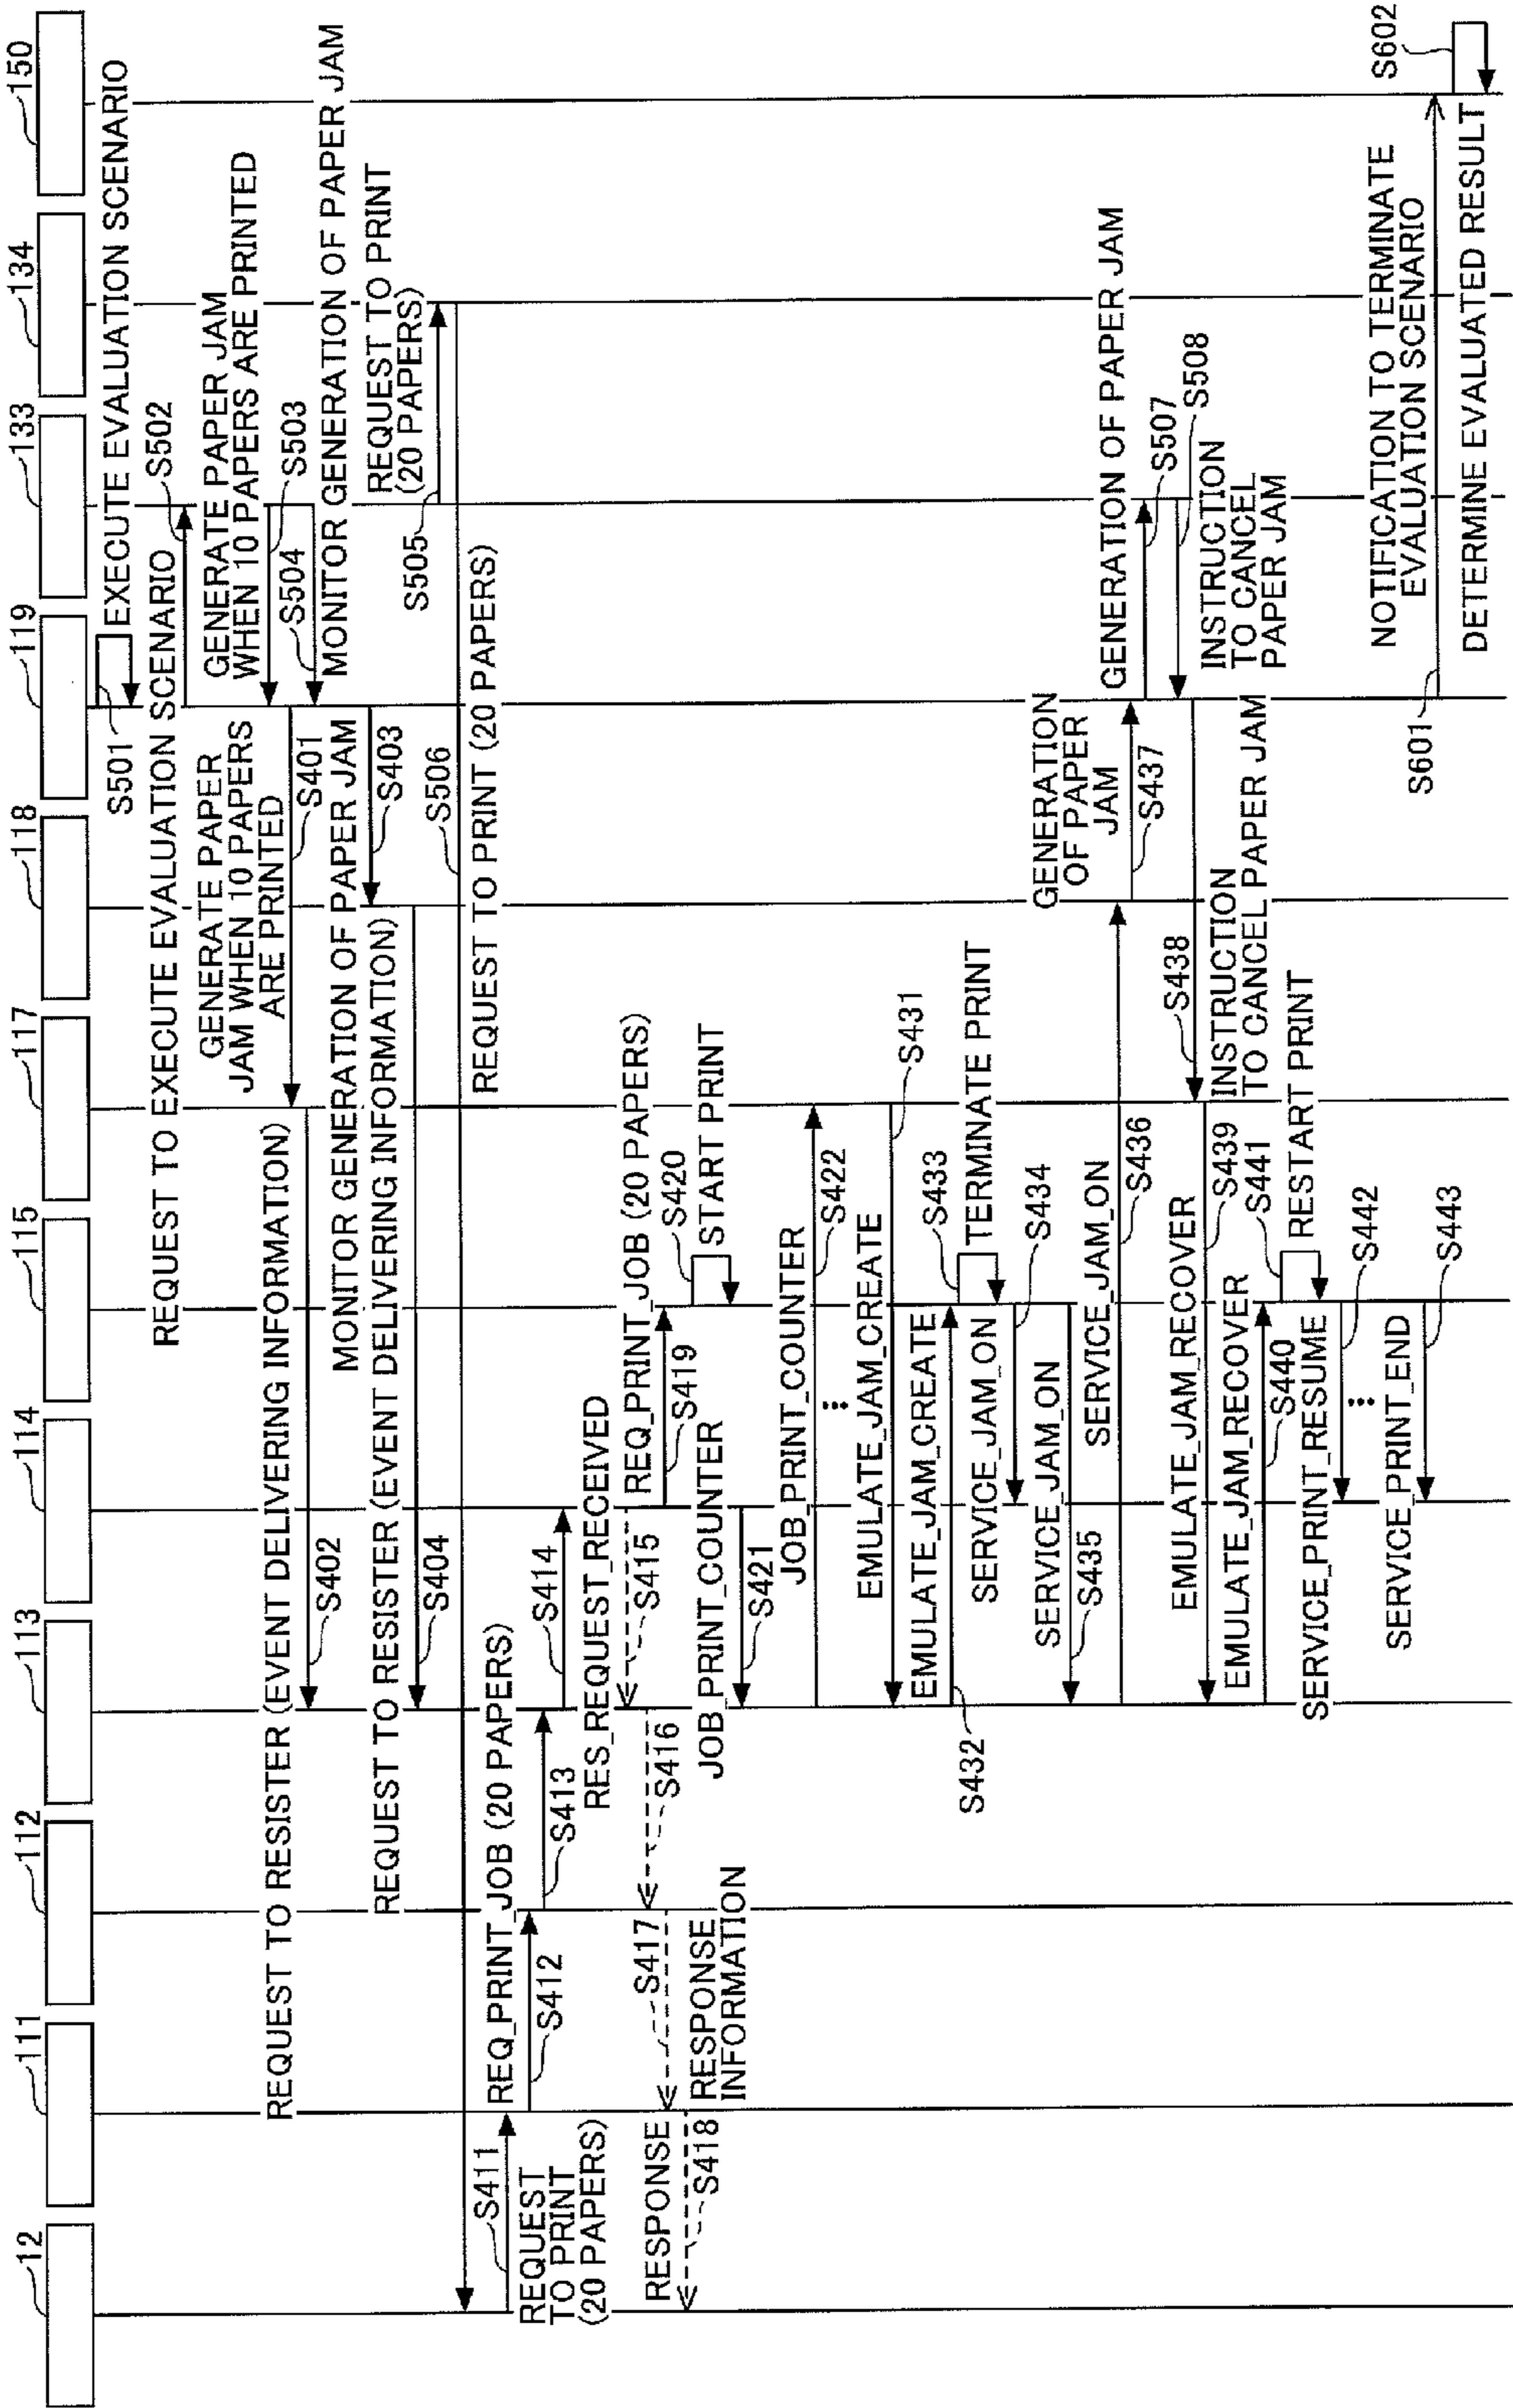 12
111
112
113
114
115
117
118
119
133
134
150
S501
EXECUTE EVALUATION SCENARIO
REQUEST TO EXECUTE EVALUATION SCENARIO
S502
GENERATE PAPER JAM
WHEN 10 PAPERS ARE PRINTED
S503
GENERATE PAPER
JAM WHEN 10 PAPERS
ARE PRINTED
S401
REQUEST TO RESISTER (EVENT DELIVERING INFORMATION)
S402
S504
MONITOR GENERATION OF PAPER JAM
MONITOR GENERATION OF PAPER JAM
S403
REQUEST TO RESISTER (EVENT DELIVERING INFORMATION)
S404
S505
REQUEST TO PRINT
(20 PAPERS)
S506
REQUEST TO PRINT (20 PAPERS)
S411
REQUEST
TO PRINT
(20 PAPERS)
REQ_PRINT_JOB (20 PAPERS)
S412
S413
S414
RES_REQUEST_RECEIVED
S415
S416
S417
RESPONSE
INFORMATION
RESPONSE
S418
REQ_PRINT_JOB (20 PAPERS)
S419
S420
START PRINT
JOB_PRINT_COUNTER
S421
JOB_PRINT_COUNTER
S422
EMULATE_JAM_CREATE
S431
EMULATE_JAM_CREATE
S432
S433
TERMINATE PRINT
SERVICE_JAM_ON
S434
SERVICE_JAM_ON
S435
SERVICE_JAM_ON
S436
GENERATION
OF PAPER
JAM
S437
GENERATION OF PAPER JAM
S507
S508
INSTRUCTION
TO CANCEL
PAPER JAM
S438
INSTRUCTION
TO CANCEL PAPER JAM
EMULATE_JAM_RECOVER
S439
EMULATE_JAM_RECOVER
S440
S441
RESTART PRINT
SERVICE_PRINT_RESUME
S442
SERVICE_PRINT_END
S443
S601
NOTIFICATION TO TERMINATE
EVALUATION SCENARIO
DETERMINE EVALUATED RESULT
S602